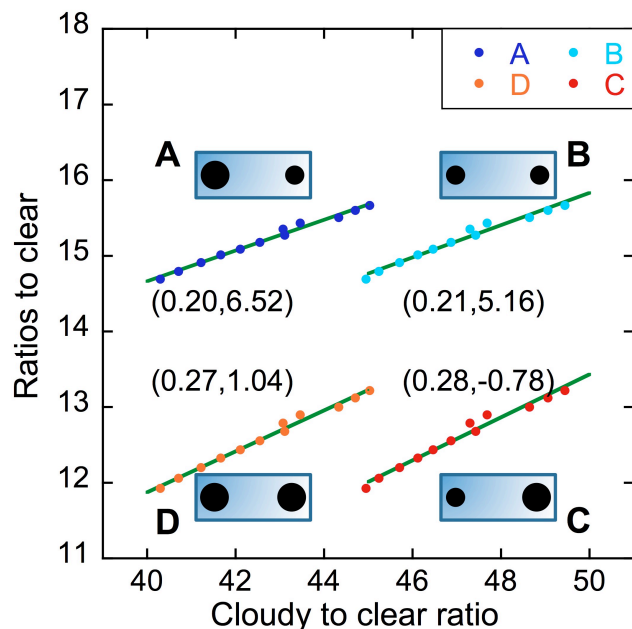 18
17
16
15
14
13
12
11
Ratios to clear
A B
D C
A
B
(0.20,6.52) (0.21,5.16)
(0.27,1.04) (0.28,-0.78)
D
C
40 42 44 46 48 50
Cloudy to clear ratio